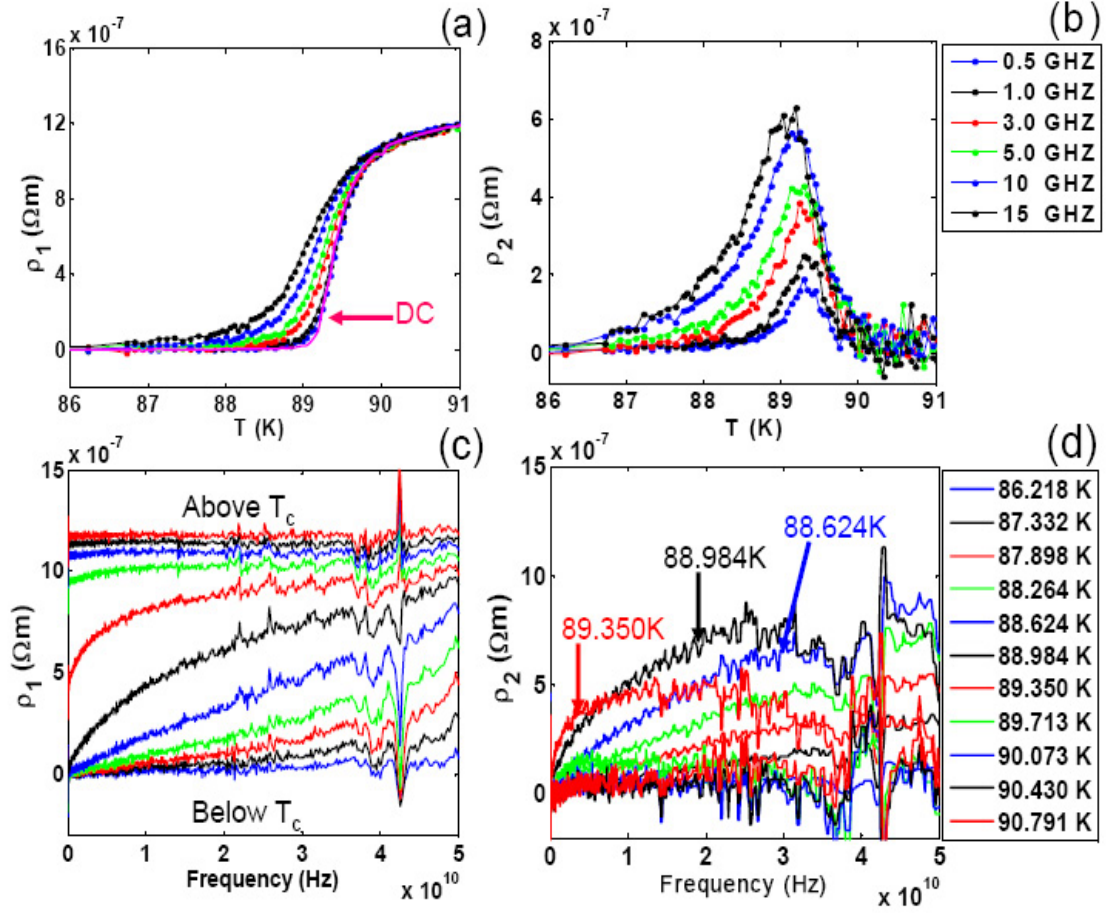 x 10⁻⁷
(a)
16
12
8
4
0
ρ₁ (Ωm)
DC
86 87 88 89 90 91
T (K)
x 10⁻⁷
(b)
8
6
4
2
0
ρ₂ (Ωm)
86 87 88 89 90 91
T (K)
0.5 GHZ
1.0 GHZ
3.0 GHZ
5.0 GHZ
10 GHZ
15 GHZ
x 10⁻⁷
(c)
15
10
5
0
ρ₁ (Ωm)
Above T_c
Below T_c
0 1 2 3 4 5
Frequency (Hz)
x 10¹⁰
x 10⁻⁷
(d)
15
10
5
0
ρ₂ (Ωm)
88.624K
88.984K
89.350K
0 1 2 3 4 5
Frequency (Hz)
x 10¹⁰
86.218 K
87.332 K
87.898 K
88.264 K
88.624 K
88.984 K
89.350 K
89.713 K
90.073 K
90.430 K
90.791 K